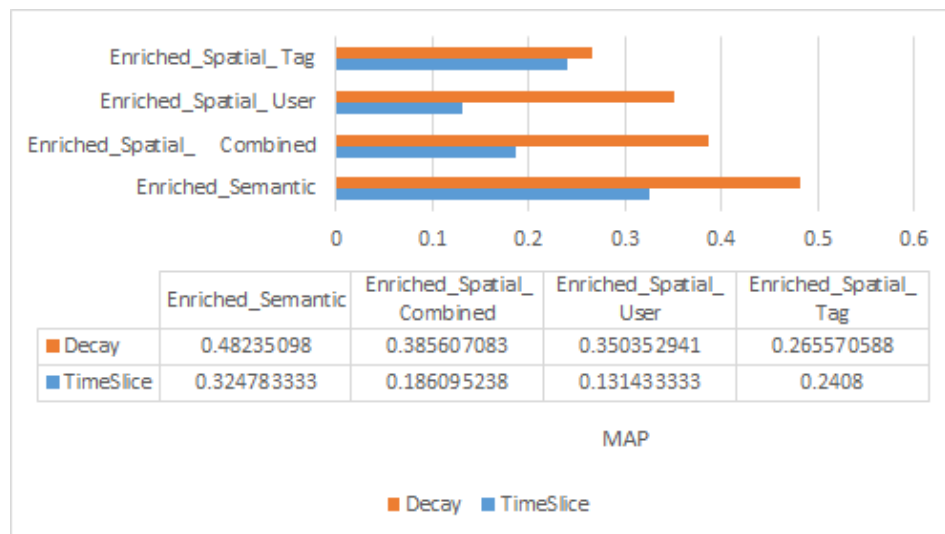 Enriched_Spatial_ Tag
Enriched_Spatial_ User
Enriched_Spatial_ Combined
Enriched_Semantic
0 0.1 0.2 0.3 0.4 0.5 0.6
Enriched_Semantic Enriched_Spatial_ Combined Enriched_Spatial_ User Enriched_Spatial_ Tag
Decay 0.48235098 0.385607083 0.350352941 0.265570588
TimeSlice 0.324783333 0.186095238 0.131433333 0.2408
MAP
Decay TimeSlice